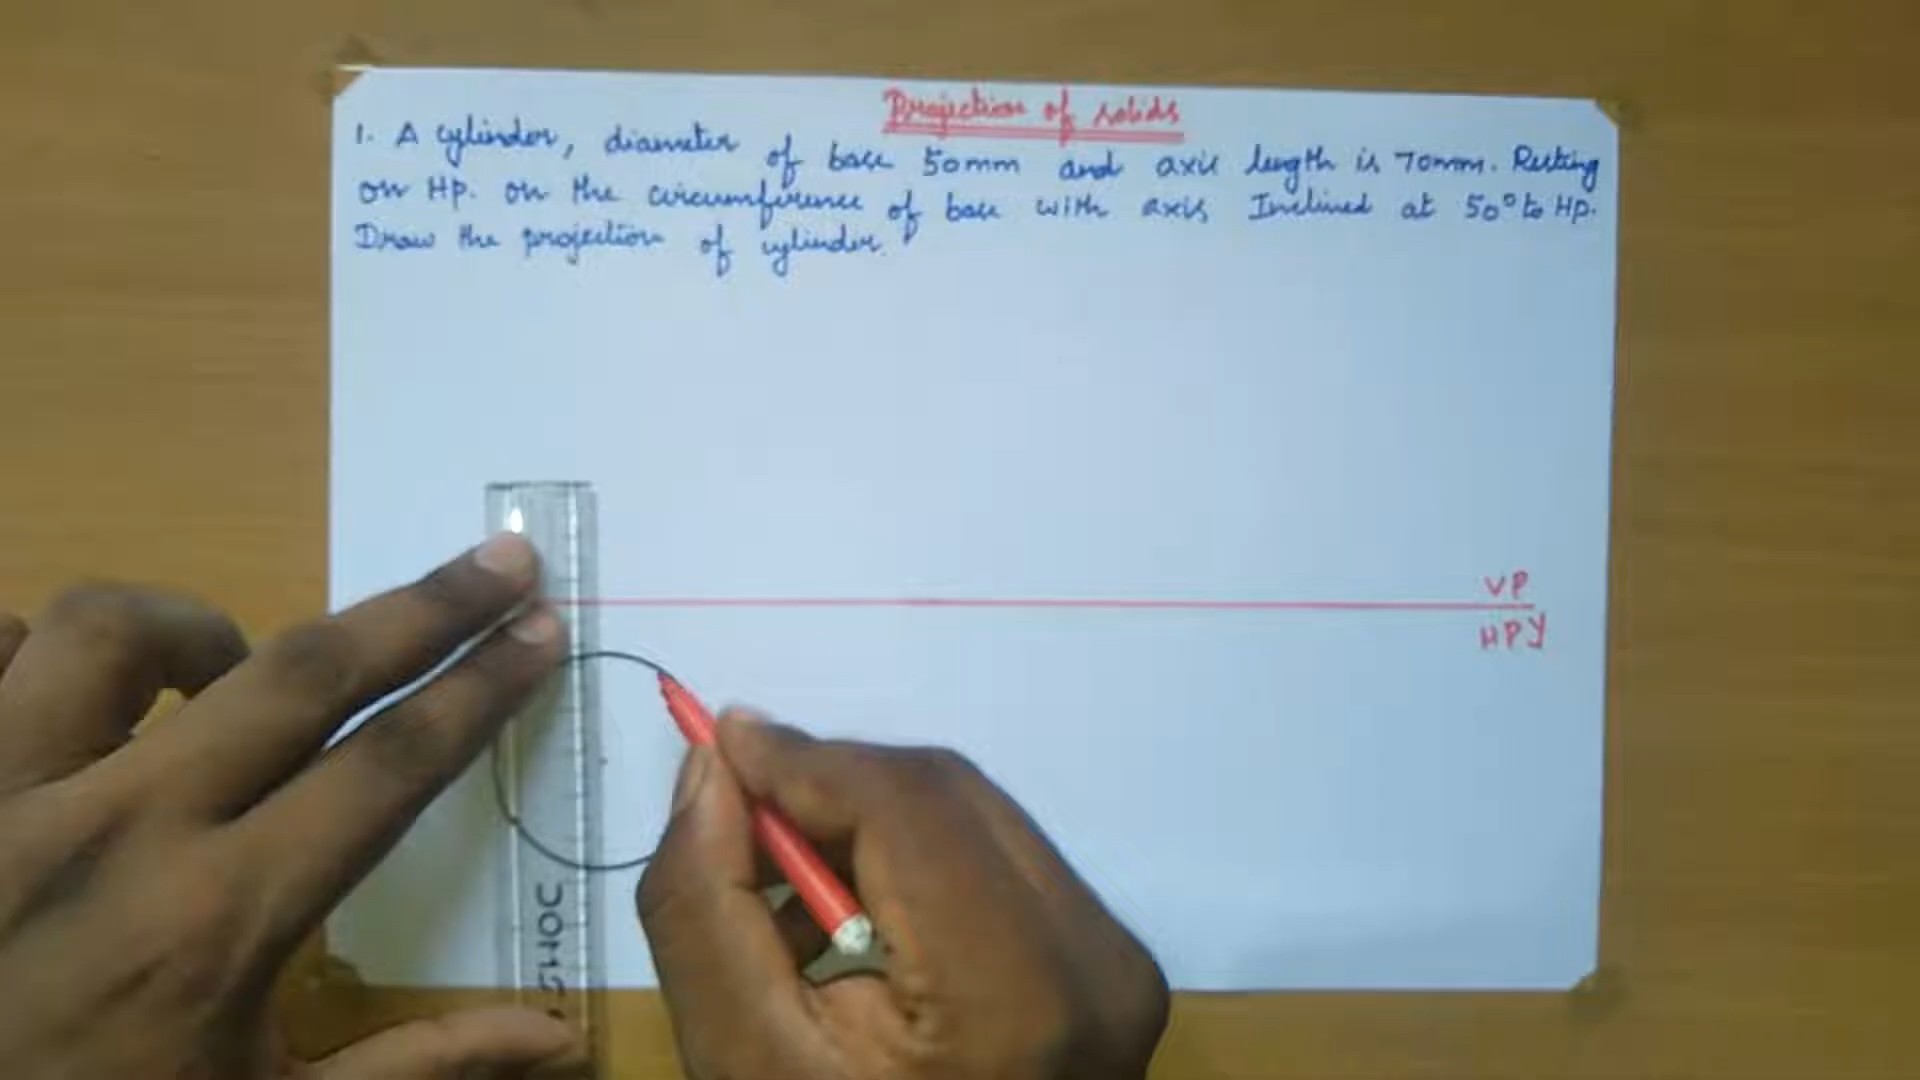 Projection of solids
1. A cylinder, diameter of base 50mm and axis length is 70mm. Resting
on HP. on the circumference of base with axis Inclined at 50° to HP.
Draw the projection of cylinder.
VP
HP Y